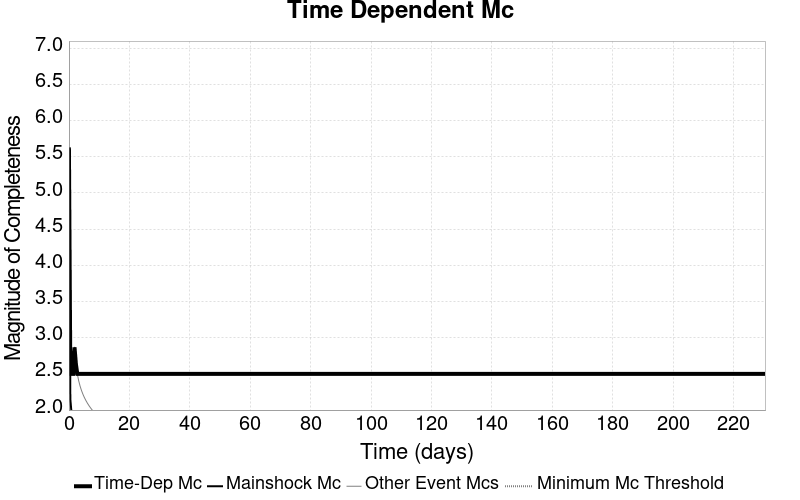 Time Dependent Mc
7.0
6.5
6.0
5.5
5.0
4.5
4.0
3.5
3.0
2.5
2.0
Magnitude of Completeness
0 20 40 60 80 100 120 140 160 180 200 220
Time (days)
Time-Dep Mc Mainshock Mc Other Event Mcs Minimum Mc Threshold